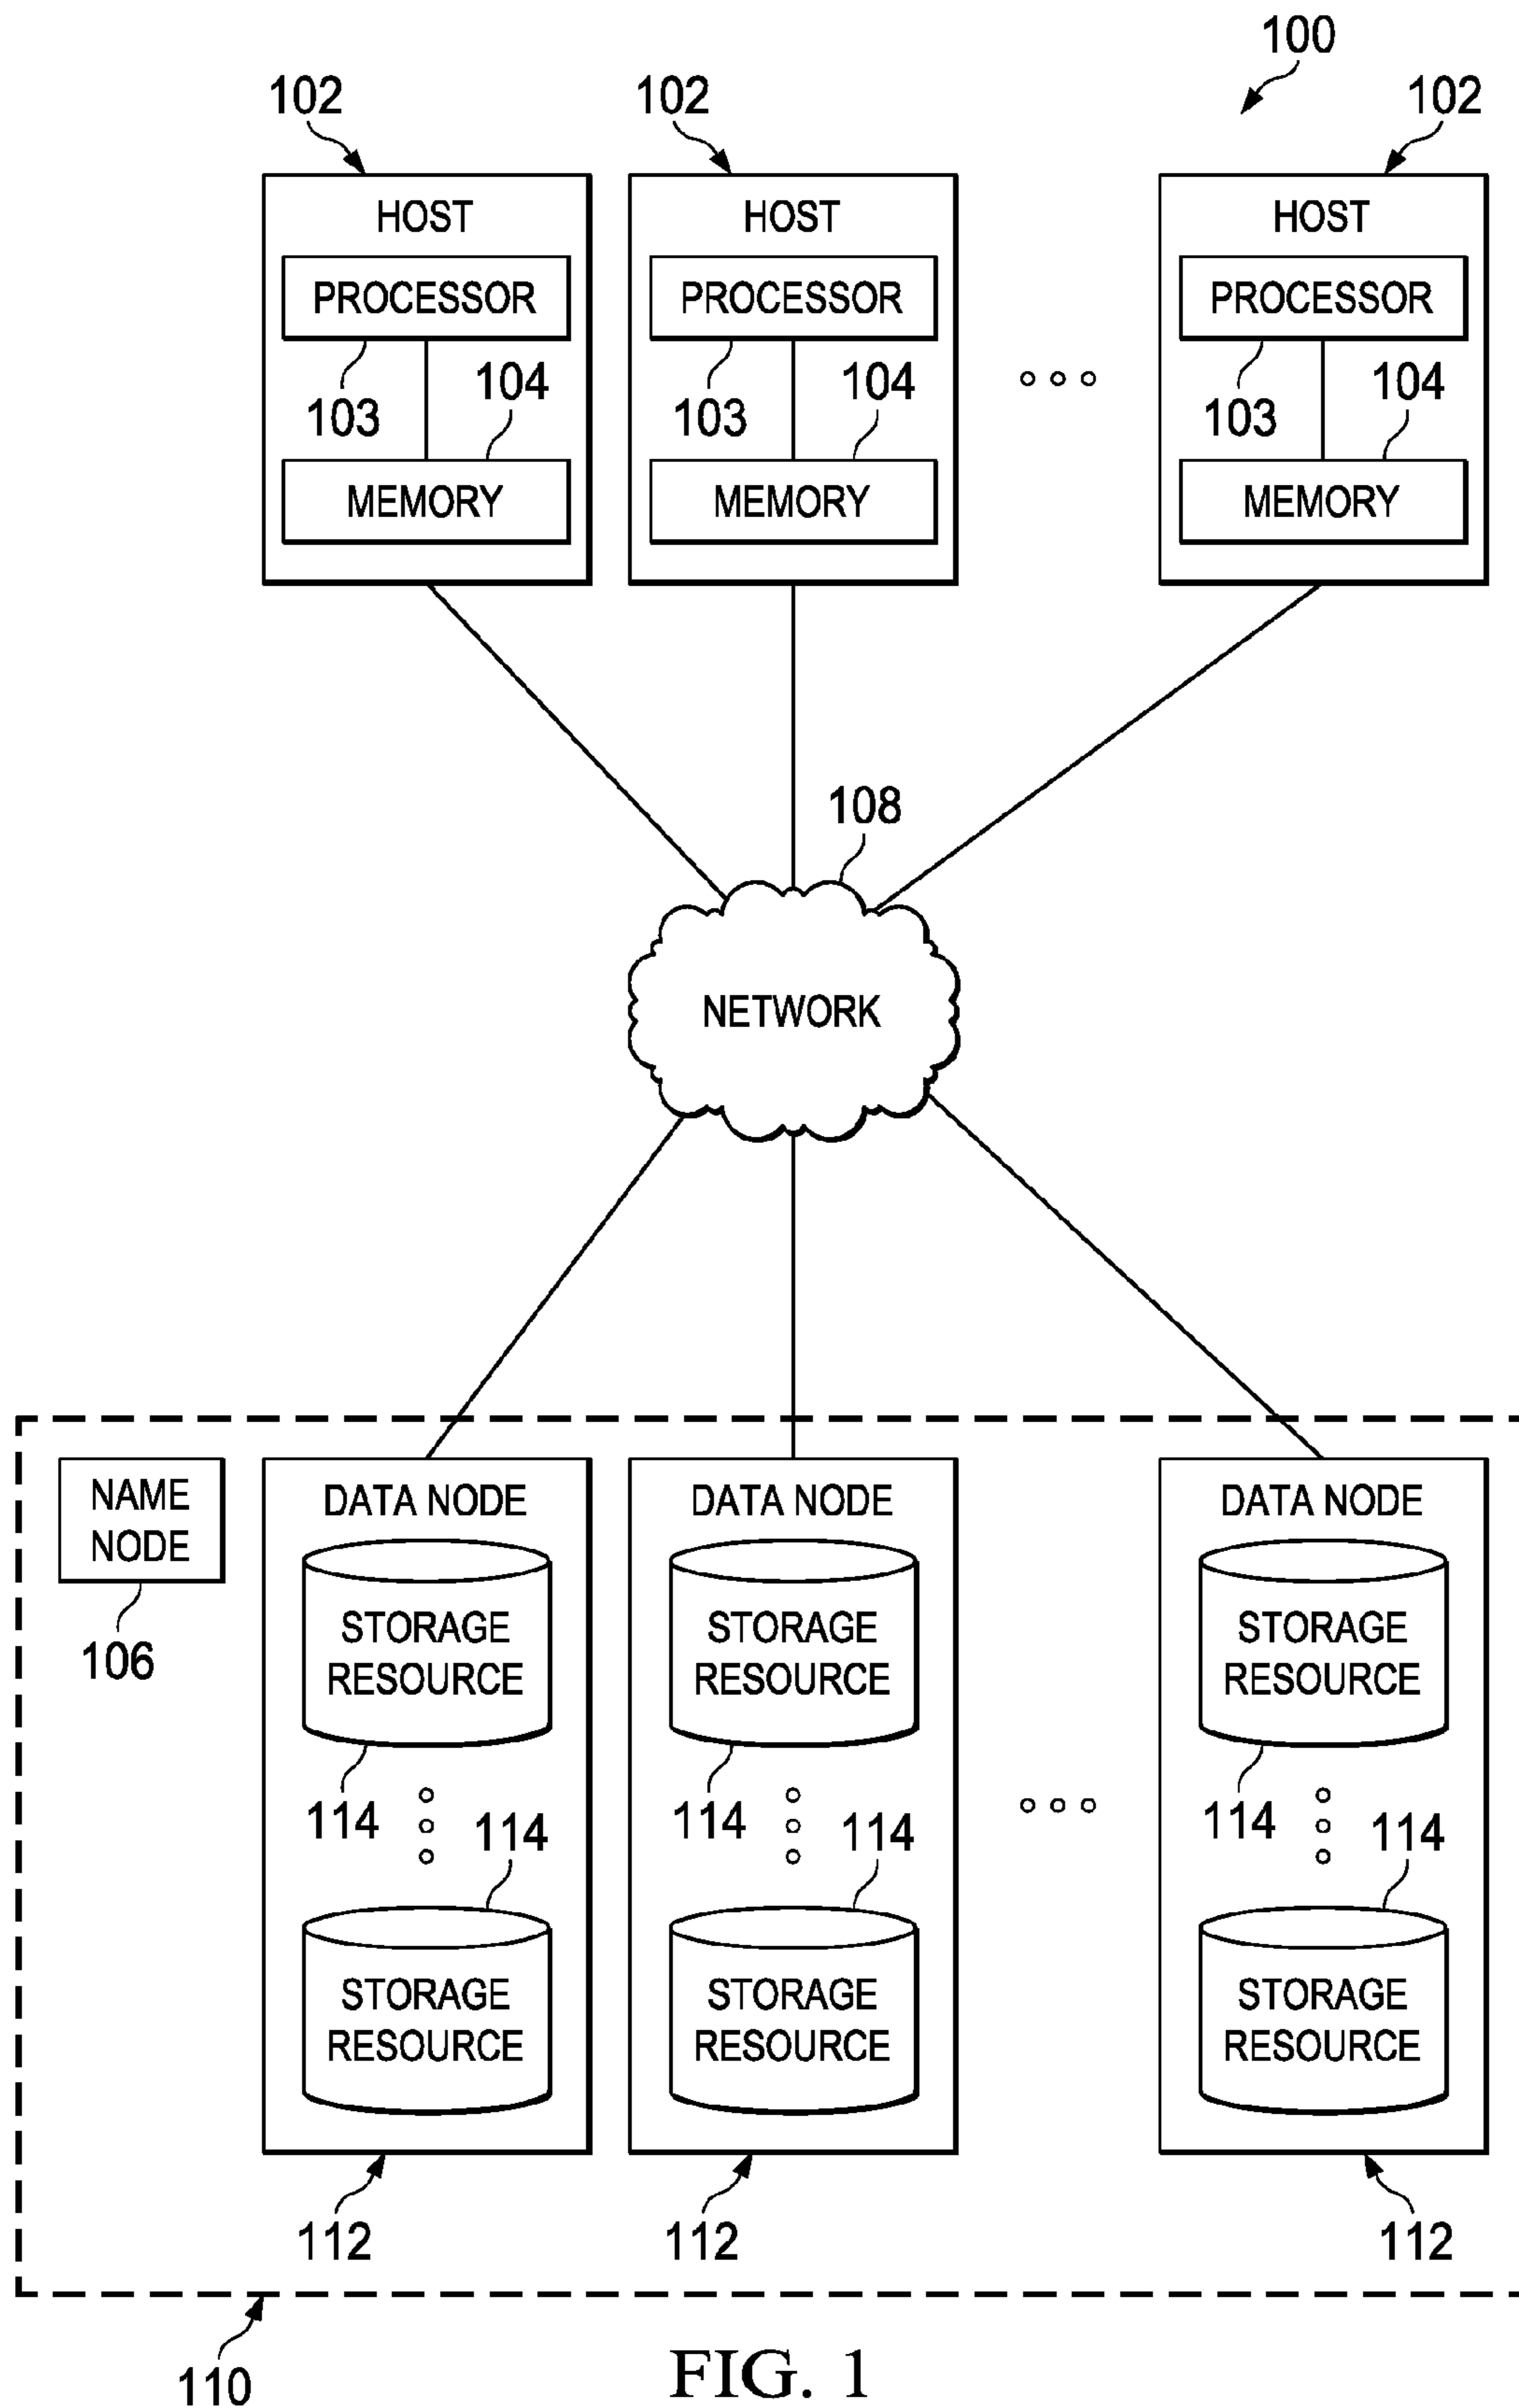 100
102 102 102
HOST HOST HOST
PROCESSOR PROCESSOR PROCESSOR
104 104 104
103 103 103
MEMORY MEMORY MEMORY
108
NETWORK
NAME
NODE
106
DATA NODE DATA NODE DATA NODE
STORAGE STORAGE STORAGE
RESOURCE RESOURCE RESOURCE
114 114 114
114 114 114
STORAGE STORAGE STORAGE
RESOURCE RESOURCE RESOURCE
112 112 112
110
FIG. 1